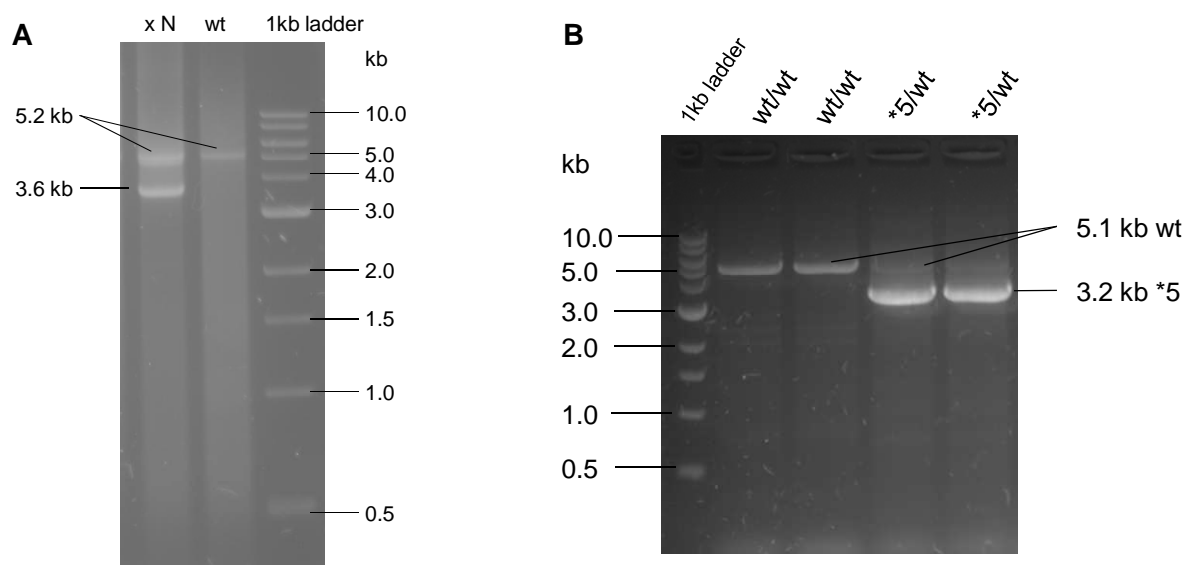 A
x N wt 1kb ladder
kb
5.2 kb
3.6 kb
10.0
5.0
4.0
3.0
2.0
1.5
1.0
0.5
B
1kb ladder
wt/wt
wt/wt
*5/wt
*5/wt
kb
10.0
5.0
3.0
2.0
1.0
0.5
5.1 kb wt
3.2 kb *5